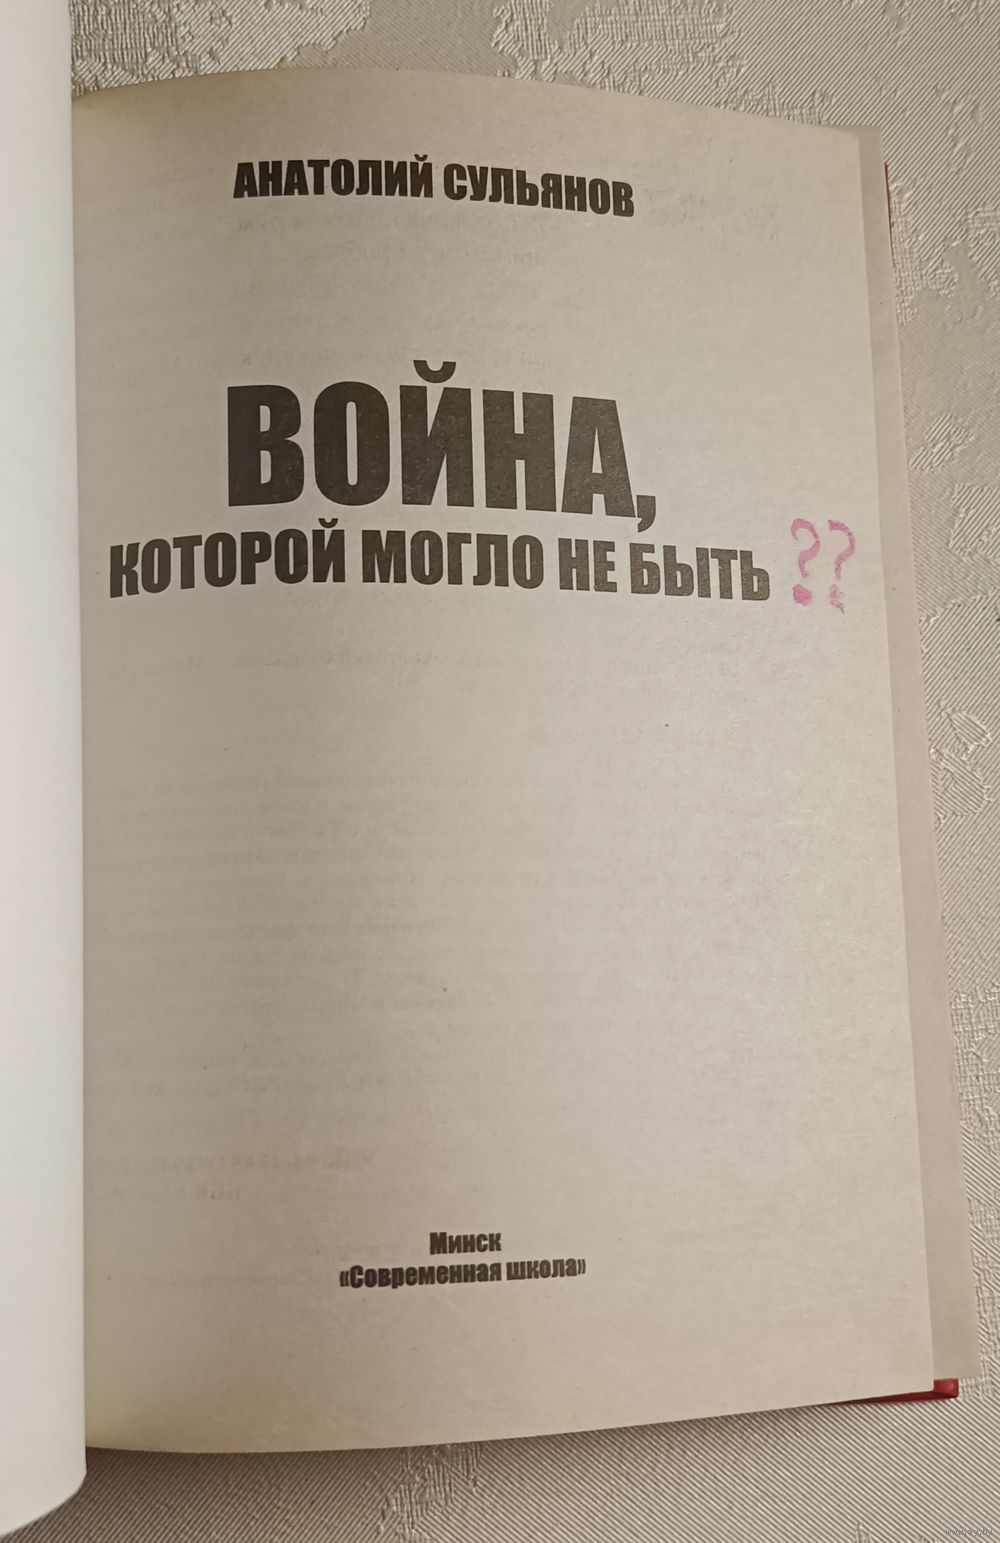 АНАТОЛИЙ СУЛЬЯНОВ
ВОЙНА,
КОТОРОЙ МОГЛО НЕ БЫТЬ ??
Минск
«Современная школа»